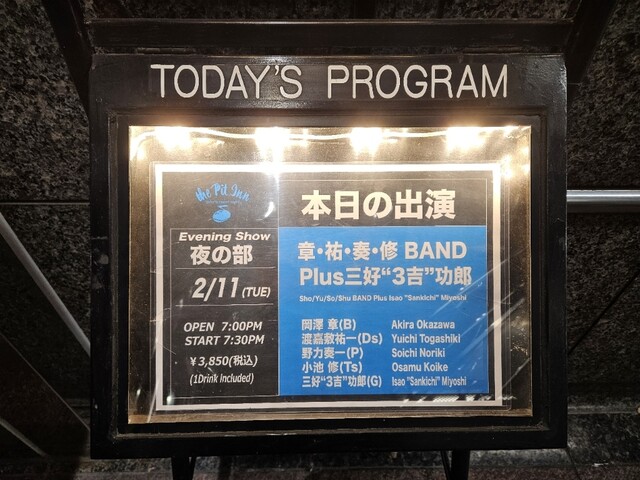 TODAY'S PROGRAM
the Pit Inn
Evening Show
夜の部
2/11(TUE)
OPEN 7:00PM
START 7:30PM
¥3,850(税込)
(1Drink included)
本日の出演
章・祐・奏・修 BAND
Plus三好“3吉”功郎
Sho/Yu/So/Shu BAND Plus Isao "Sankichi" Miyoshi
岡澤 章(B) Akira Okazawa
渡嘉敷祐一(Ds) Yuichi Togashiki
野力奏一(P) Soichi Noriki
小池 修(Ts) Osamu Koike
三好“3吉”功郎(G) Isao "Sankichi" Miyoshi